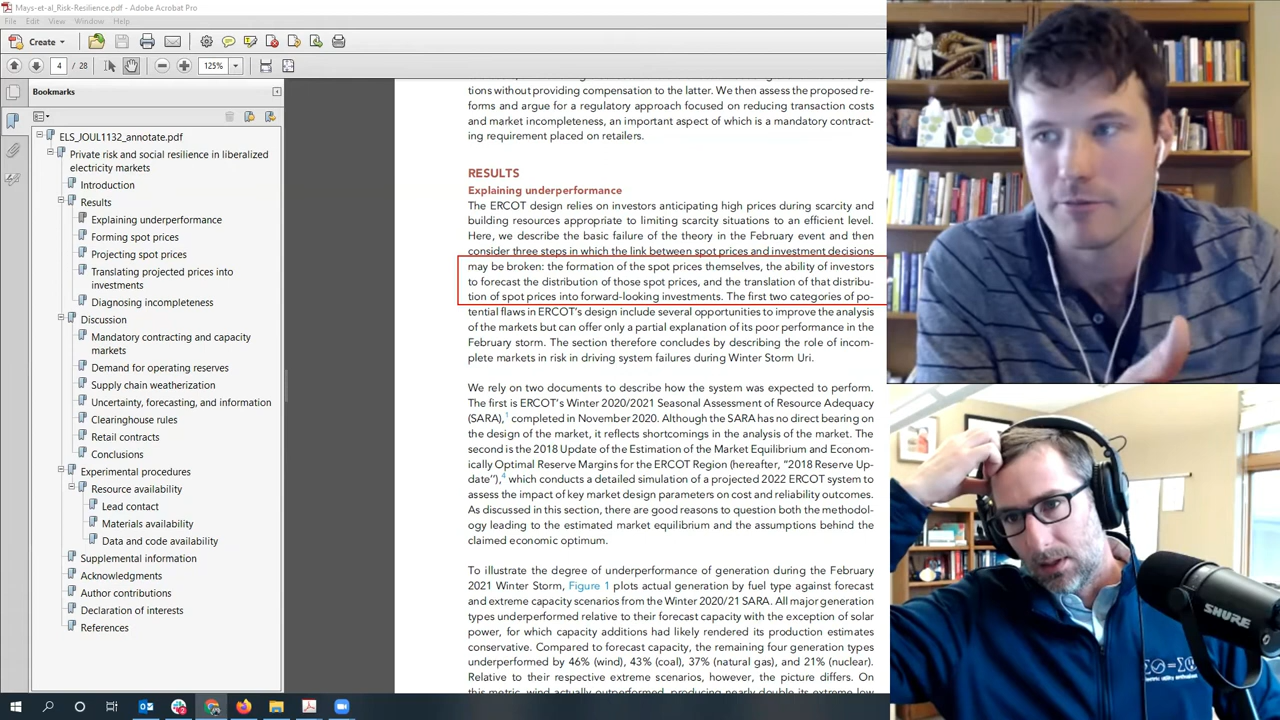 Mays-et-al_Risk-Resilience.pdf - Adobe Acrobat Pro
File Edit View Window Help
Create
4 / 28 125%
Bookmarks
ELS_JOUL1132_annotate.pdf
Private risk and social resilience in liberalized
electricity markets
Introduction
Results
Explaining underperformance
Forming spot prices
Projecting spot prices
Translating projected prices into
investments
Diagnosing incompleteness
Discussion
Mandatory contracting and capacity
markets
Demand for operating reserves
Supply chain weatherization
Uncertainty, forecasting, and information
Clearinghouse rules
Retail contracts
Conclusions
Experimental procedures
Resource availability
Lead contact
Materials availability
Data and code availability
Supplemental information
Acknowledgments
Author contributions
Declaration of interests
References
tions without providing compensation to the latter. We then assess the proposed re-
forms and argue for a regulatory approach focused on reducing transaction costs
and market incompleteness, an important aspect of which is a mandatory contract-
ing requirement placed on retailers.
RESULTS
Explaining underperformance
The ERCOT design relies on investors anticipating high prices during scarcity and
building resources appropriate to limiting scarcity situations to an efficient level.
Here, we describe the basic failure of the theory in the February event and then
consider three steps in which the link between spot prices and investment decisions
may be broken: the formation of the spot prices themselves, the ability of investors
to forecast the distribution of those spot prices, and the translation of that distribu-
tion of spot prices into forward-looking investments. The first two categories of po-
tential flaws in ERCOT's design include several opportunities to improve the analysis
of the markets but can offer only a partial explanation of its poor performance in the
February storm. The section therefore concludes by describing the role of incom-
plete markets in risk in driving system failures during Winter Storm Uri.
We rely on two documents to describe how the system was expected to perform.
The first is ERCOT's Winter 2020/2021 Seasonal Assessment of Resource Adequacy
(SARA),1 completed in November 2020. Although the SARA has no direct bearing on
the design of the market, it reflects shortcomings in the analysis of the market. The
second is the 2018 Update of the Estimation of the Market Equilibrium and Econom-
ically Optimal Reserve Margins for the ERCOT Region (hereafter, "2018 Reserve Up-
date"),4 which conducts a detailed simulation of a projected 2022 ERCOT system to
assess the impact of key market design parameters on cost and reliability outcomes.
As discussed in this section, there are good reasons to question both the methodol-
ogy leading to the estimated market equilibrium and the assumptions behind the
claimed economic optimum.
To illustrate the degree of underperformance of generation during the February
2021 Winter Storm, Figure 1 plots actual generation by fuel type against forecast
and extreme capacity scenarios from the Winter 2020/21 SARA. All major generation
types underperformed relative to their forecast capacity with the exception of solar
power, for which capacity additions had likely rendered its production estimates
conservative. Compared to forecast capacity, the remaining four generation types
underperformed by 46% (wind), 43% (coal), 37% (natural gas), and 21% (nuclear).
Relative to their respective extreme scenarios, however, the picture differs. On
this metric, wind actually outperformed, producing nearly double its extreme low
SHURE